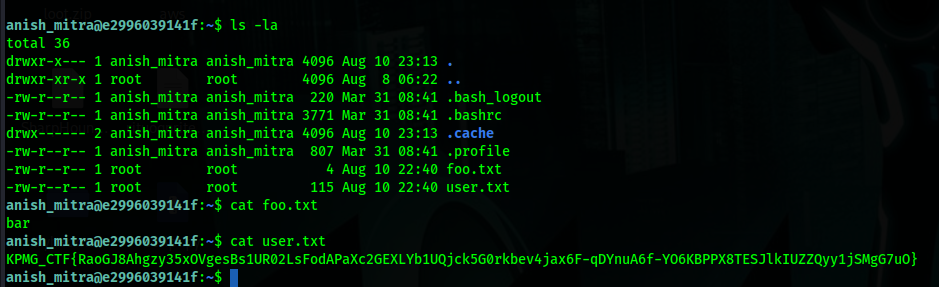 anish_mitra@e2996039141f:~$ ls -la
total 36
drwxr-x--- 1 anish_mitra anish_mitra 4096 Aug 10 23:13 .
drwxr-xr-x 1 root        root        4096 Aug  8 06:22 ..
-rw-r--r-- 1 anish_mitra anish_mitra  220 Mar 31 08:41 .bash_logout
-rw-r--r-- 1 anish_mitra anish_mitra 3771 Mar 31 08:41 .bashrc
drwx------ 2 anish_mitra anish_mitra 4096 Aug 10 23:13 .cache
-rw-r--r-- 1 anish_mitra anish_mitra  807 Mar 31 08:41 .profile
-rw-r--r-- 1 root        root           4 Aug 10 22:40 foo.txt
-rw-r--r-- 1 root        root         115 Aug 10 22:40 user.txt
anish_mitra@e2996039141f:~$ cat foo.txt
bar
anish_mitra@e2996039141f:~$ cat user.txt
KPMG_CTF{RaoGJ8Ahgzy35xOVgesBs1UR02LsFodAPaXc2GEXLYb1UQjck5G0rkbev4jax6F-qDYnuA6f-YO6KBPPX8TESJlkIUZZQyy1jSMgG7uO}
anish_mitra@e2996039141f:~$